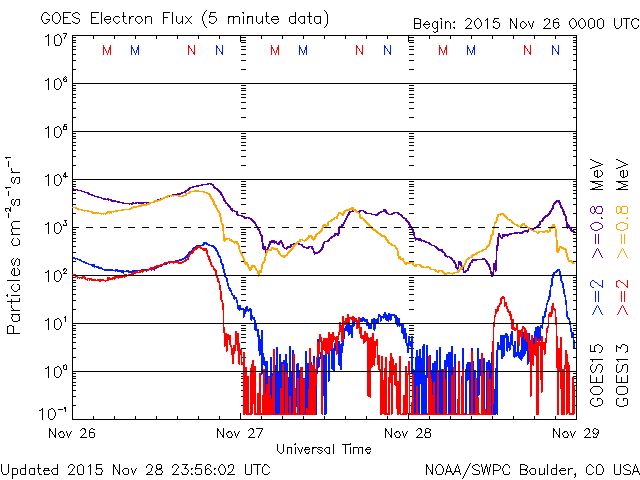 GOES Electron Flux (5 minute data)
Begin: 2015 Nov 26 0000 UTC
M M N N M M N N M M N N
10⁷
10⁶
10⁵
10⁴
10³
10²
10¹
10⁰
10⁻¹
Particles cm⁻²s⁻¹sr⁻¹
Nov 26 Nov 27 Nov 28 Nov 29
Universal Time
GOES15 >=2 >=0.8 MeV
GOES13 >=2 >=0.8 MeV
Updated 2015 Nov 28 23:56:02 UTC
NOAA/SWPC Boulder, CO USA